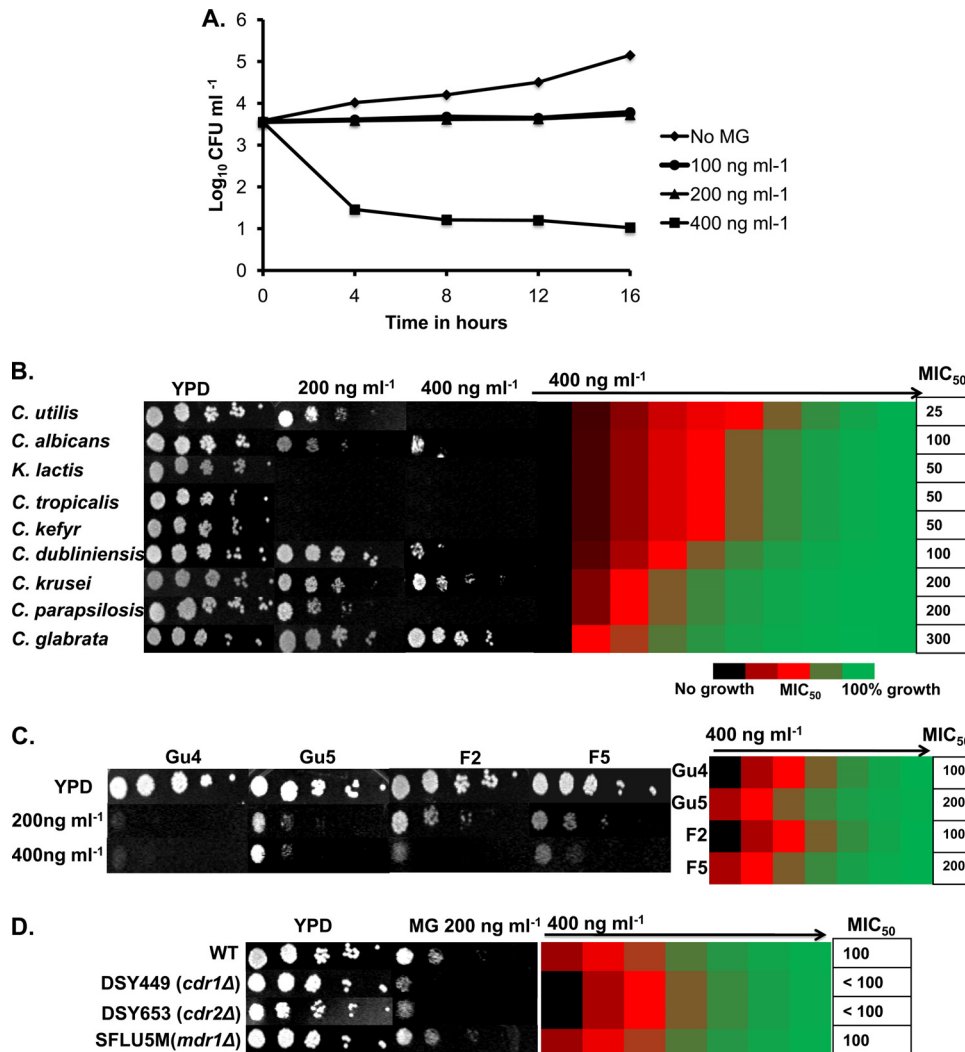 A.
6
5
4
3
2
1
0
Log10 CFU ml -1
0 4 8 12 16
Time in hours
No MG
100 ng ml-1
200 ng ml-1
400 ng ml-1
B.
YPD 200 ng ml-1 400 ng ml-1 400 ng ml-1 MIC50
C. utilis 25
C. albicans 100
K. lactis 50
C. tropicalis 50
C. kefyr 50
C. dubliniensis 100
C. krusei 200
C. parapsilosis 200
C. glabrata 300
No growth MIC50 100% growth
C.
Gu4 Gu5 F2 F5
YPD
200ng ml-1
400ng ml-1
400 ng ml-1 MIC50
Gu4 100
Gu5 200
F2 100
F5 200
D.
YPD MG 200 ng ml-1 400 ng ml-1 MIC50
WT 100
DSY449 (cdr1Δ) < 100
DSY653 (cdr2Δ) < 100
SFLU5M(mdr1Δ) 100